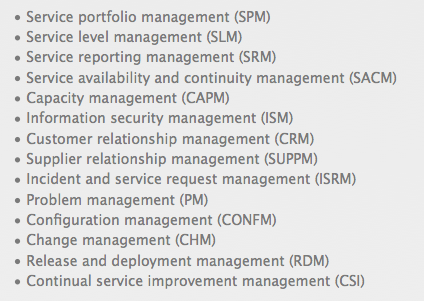 • Service portfolio management (SPM)
• Service level management (SLM)
• Service reporting management (SRM)
• Service availability and continuity management (SACM)
• Capacity management (CAPM)
• Information security management (ISM)
• Customer relationship management (CRM)
• Supplier relationship management (SUPPM)
• Incident and service request management (ISRM)
• Problem management (PM)
• Configuration management (CONFM)
• Change management (CHM)
• Release and deployment management (RDM)
• Continual service improvement management (CSI)